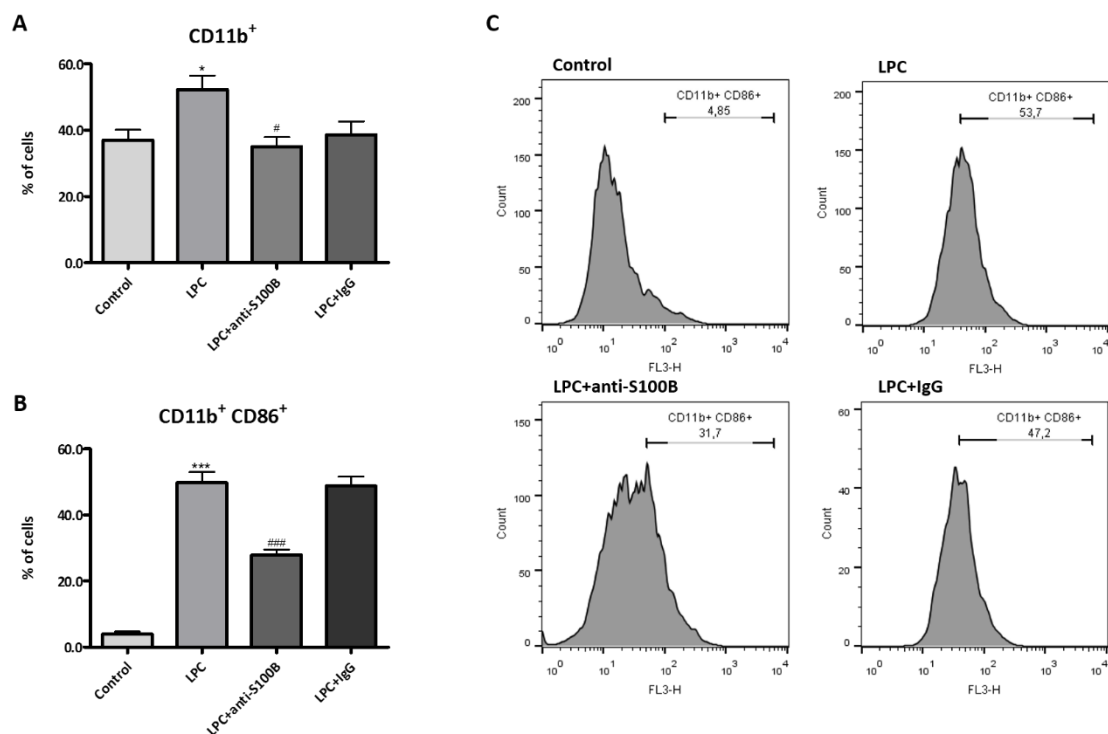 A
CD11b+
% of cells
60.0
40.0
20.0
0.0
*
#
Control
LPC
LPC+anti-S100B
LPC+IgG
B
CD11b+ CD86+
% of cells
60.0
40.0
20.0
0.0
***
###
Control
LPC
LPC+anti-S100B
LPC+IgG
C
Control
CD11b+ CD86+
4,85
Count
200
150
100
50
0
10^0 10^1 10^2 10^3 10^4
FL3-H
LPC
CD11b+ CD86+
53,7
Count
200
150
100
50
0
10^0 10^1 10^2 10^3 10^4
FL3-H
LPC+anti-S100B
CD11b+ CD86+
31,7
Count
150
100
50
0
10^0 10^1 10^2 10^3 10^4
FL3-H
LPC+IgG
CD11b+ CD86+
47,2
Count
60
40
20
0
10^0 10^1 10^2 10^3 10^4
FL3-H